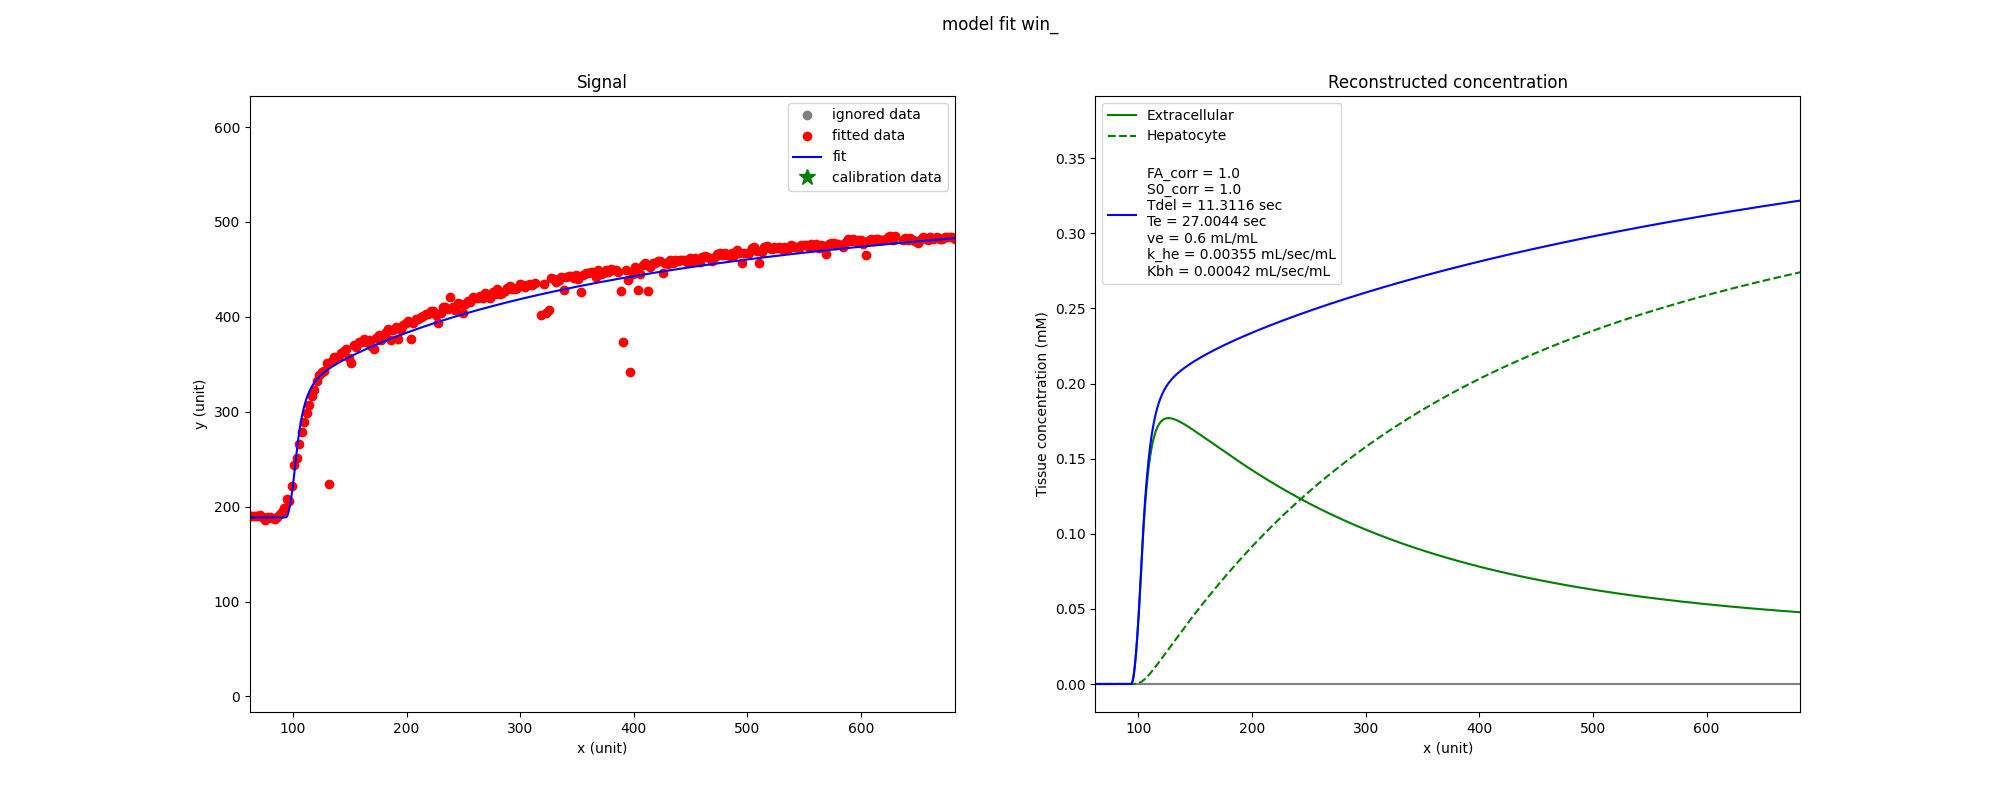 model fit win_
Signal
600
500
400
300
200
100
0
y (unit)
100 200 300 400 500 600
x (unit)
ignored data
fitted data
fit
calibration data
Reconstructed concentration
0.35
0.30
0.25
0.20
0.15
0.10
0.05
0.00
Tissue concentration (mM)
100 200 300 400 500 600
x (unit)
Extracellular
Hepatocyte
FA_corr = 1.0
S0_corr = 1.0
Tdel = 11.3116 sec
Te = 27.0044 sec
ve = 0.6 mL/mL
k_he = 0.00355 mL/sec/mL
Kbh = 0.00042 mL/sec/mL